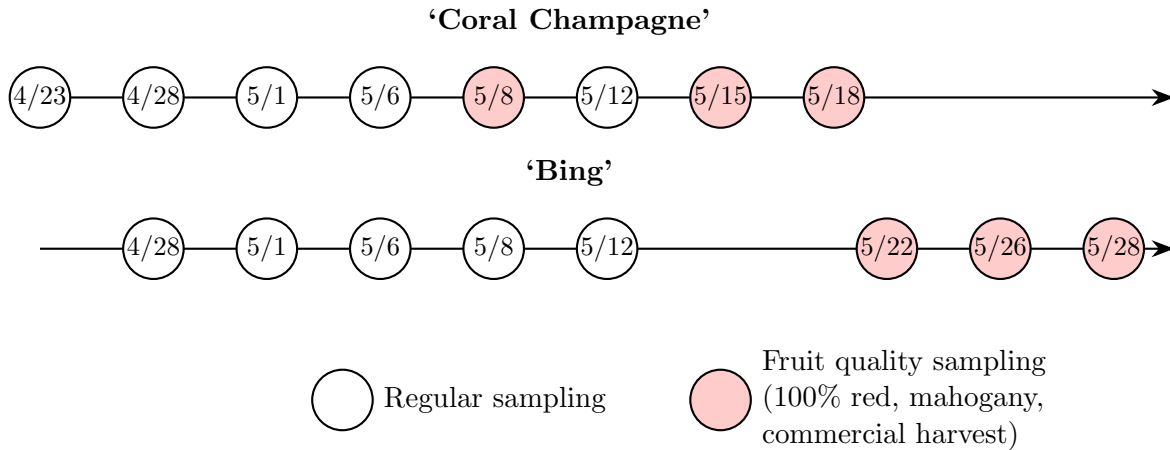 ‘Coral Champagne’
4/23 4/28 5/1 5/6 5/8 5/12 5/15 5/18
‘Bing’
4/28 5/1 5/6 5/8 5/12 5/22 5/26 5/28
Regular sampling
Fruit quality sampling
(100% red, mahogany,
commercial harvest)